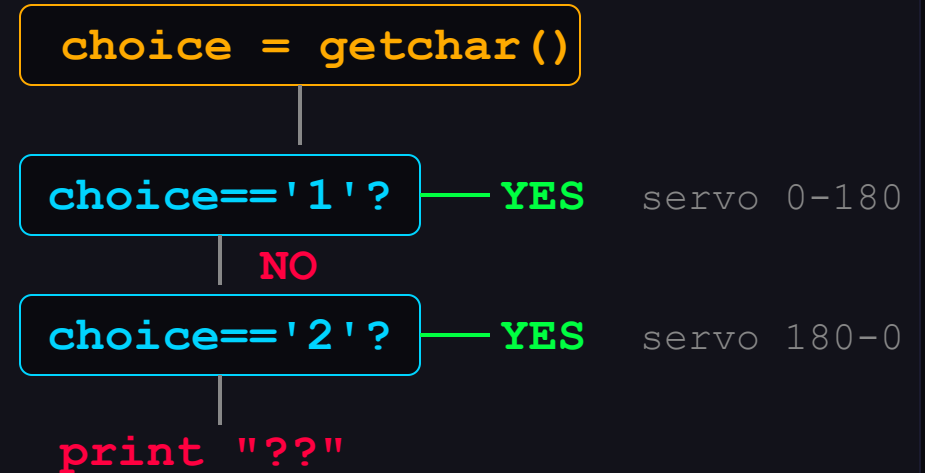 choice = getchar()
choice=='1'? YES servo 0-180
NO
choice=='2'? YES servo 180-0
print "??"